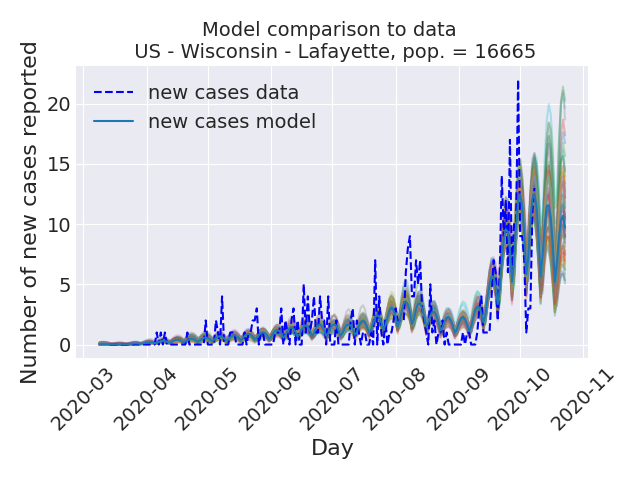 Model comparison to data
US - Wisconsin - Lafayette, pop. = 16665
Number of new cases reported
20
15
10
5
0
new cases data
new cases model
2020-03
2020-04
2020-05
2020-06
2020-07
2020-08
2020-09
2020-10
2020-11
Day